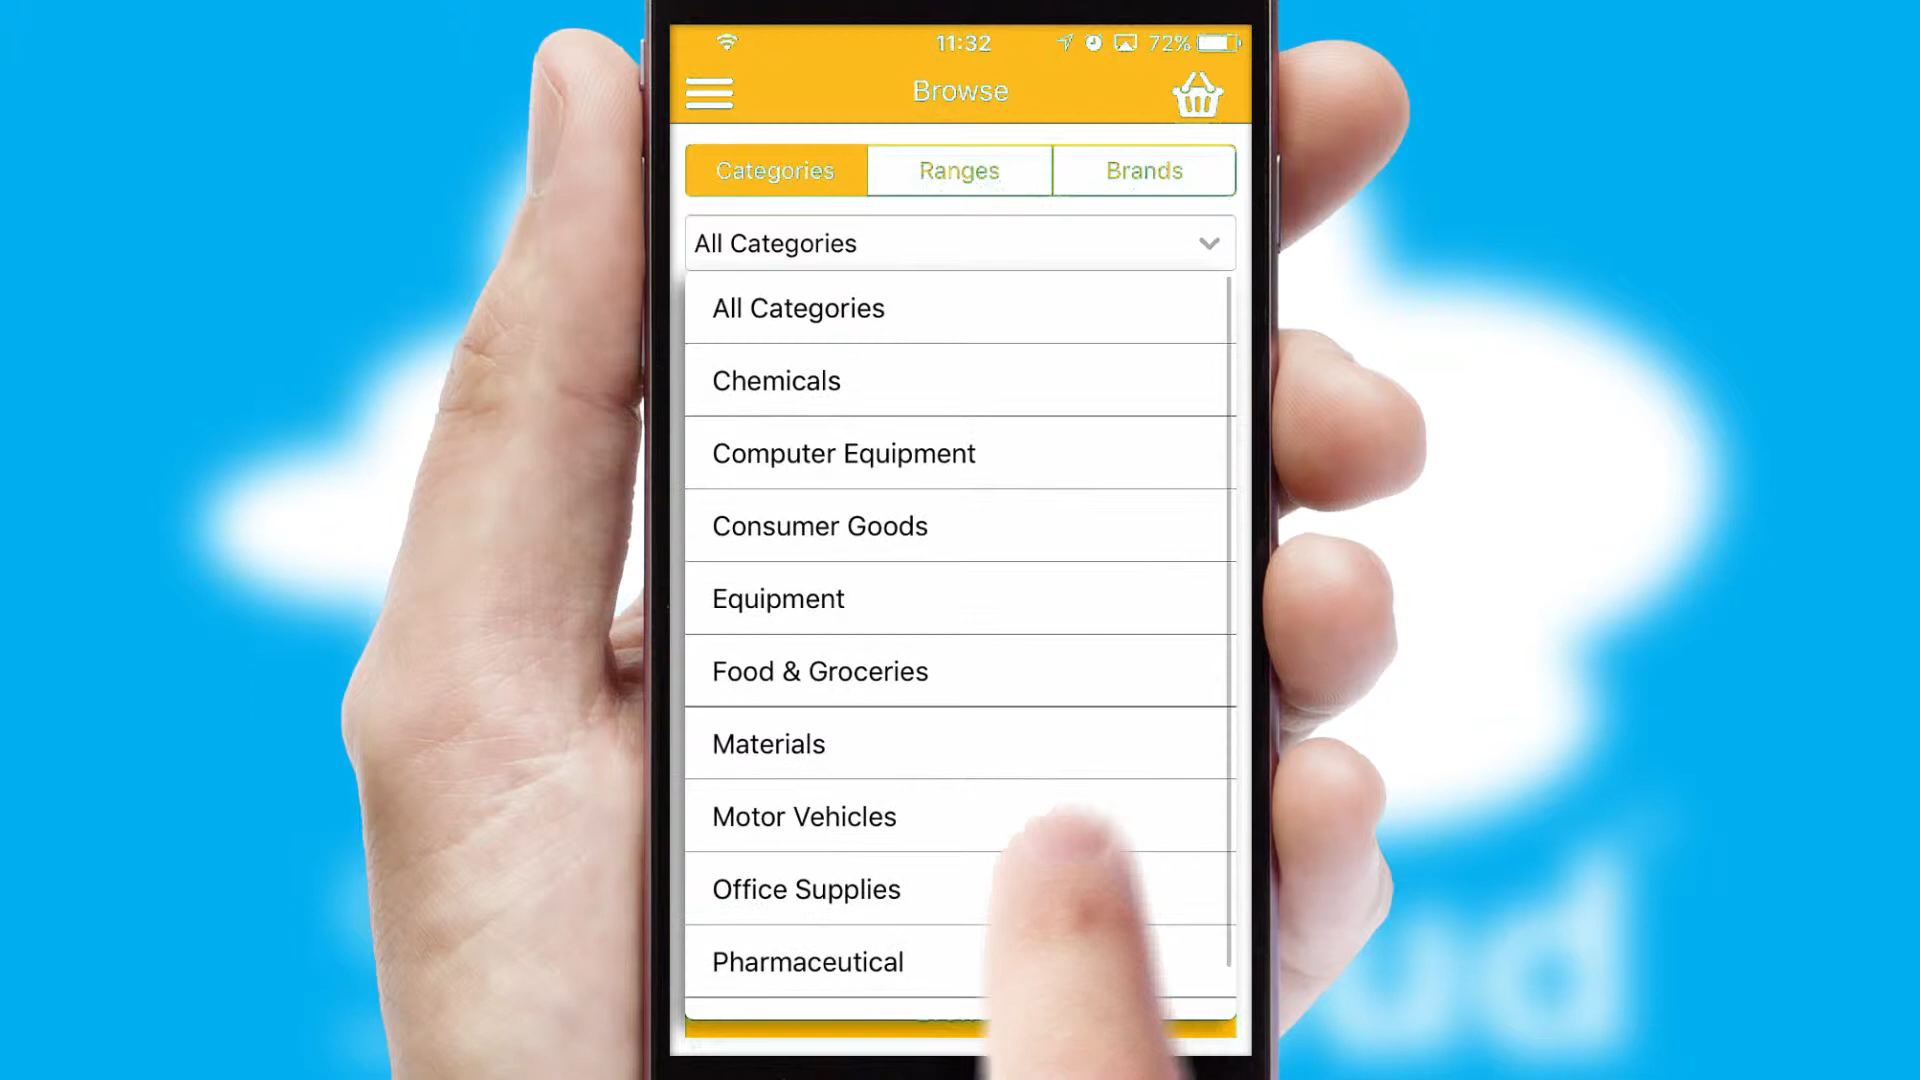 11:32
72%
Browse
Categories
Ranges
Brands
All Categories
All Categories
Chemicals
Computer Equipment
Consumer Goods
Equipment
Food & Groceries
Materials
Motor Vehicles
Office Supplies
Pharmaceutical